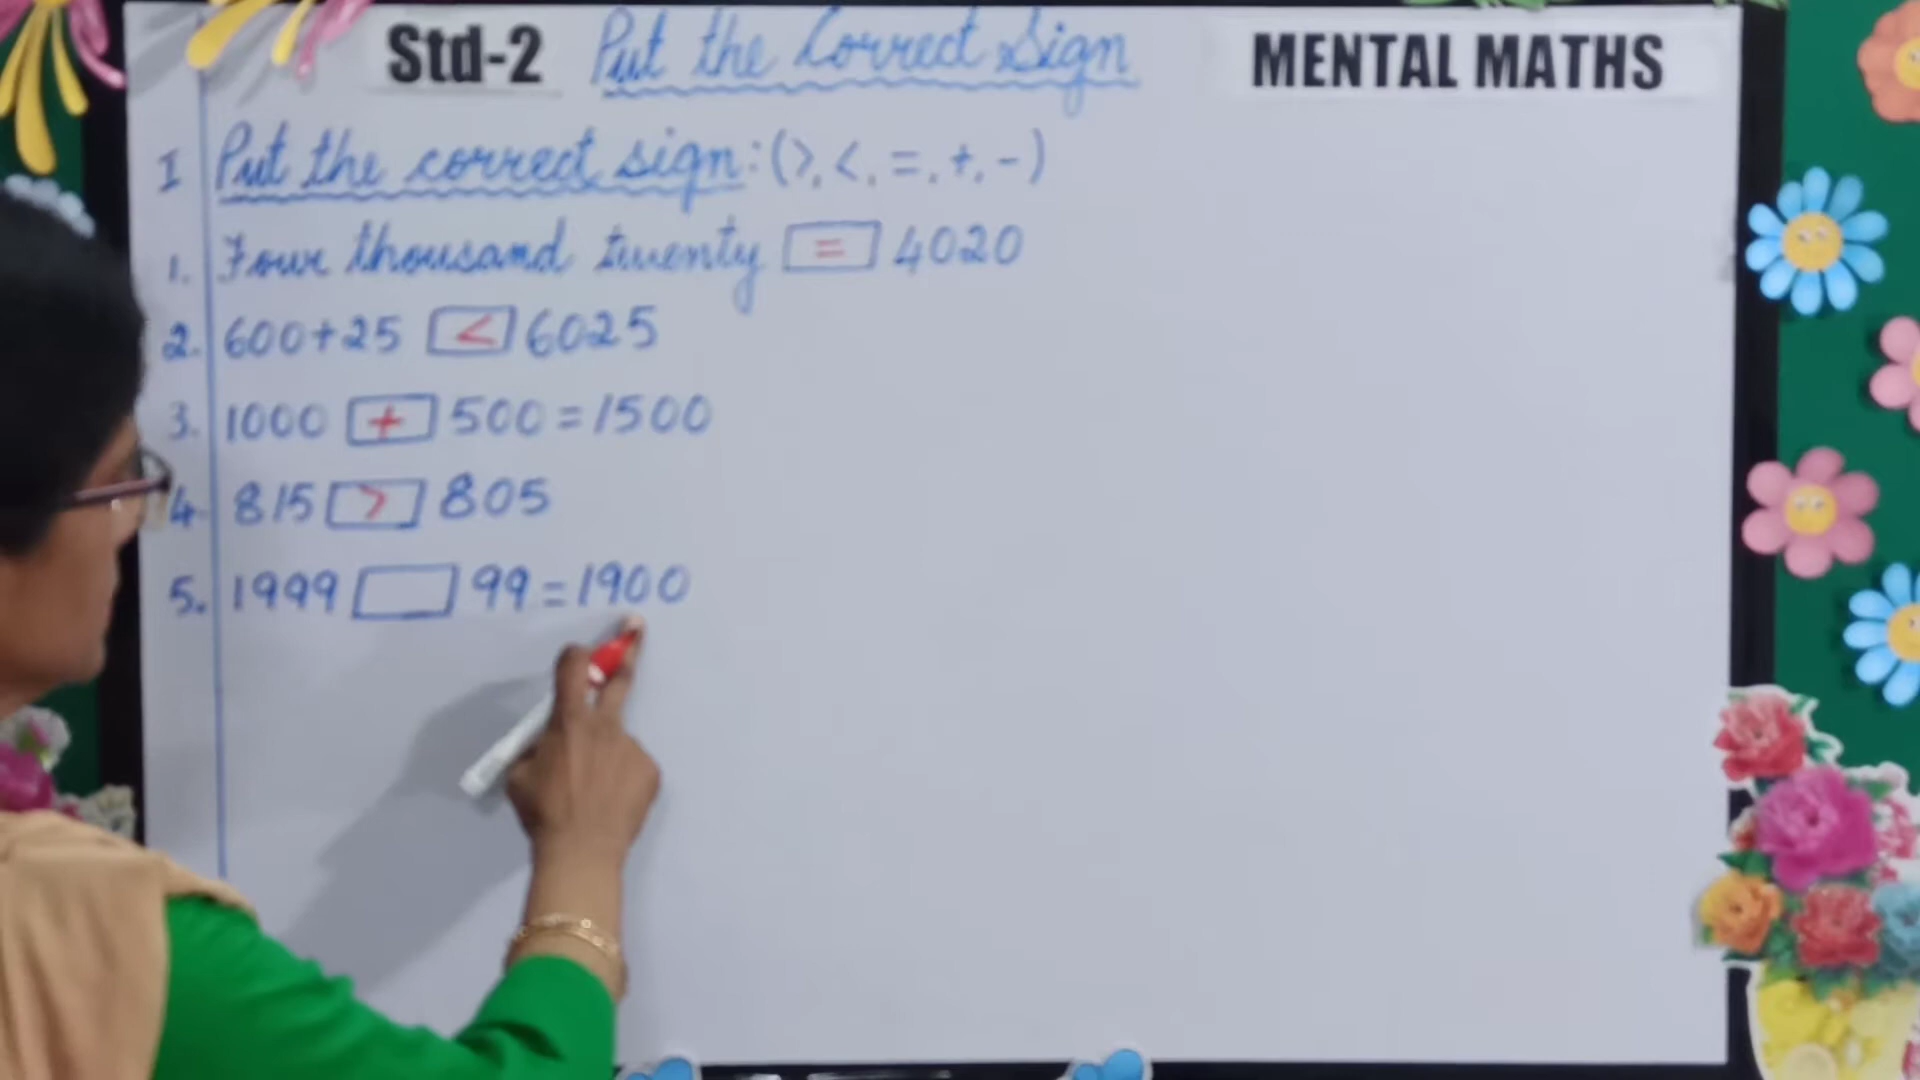 Std-2 Put the Correct Sign MENTAL MATHS
I Put the correct sign: (>, <, =, +, -)
1. Four thousand twenty = 4020
2. 600+25 < 6025
3. 1000 + 500 = 1500
4. 815 > 805
5. 1999 99 = 1900